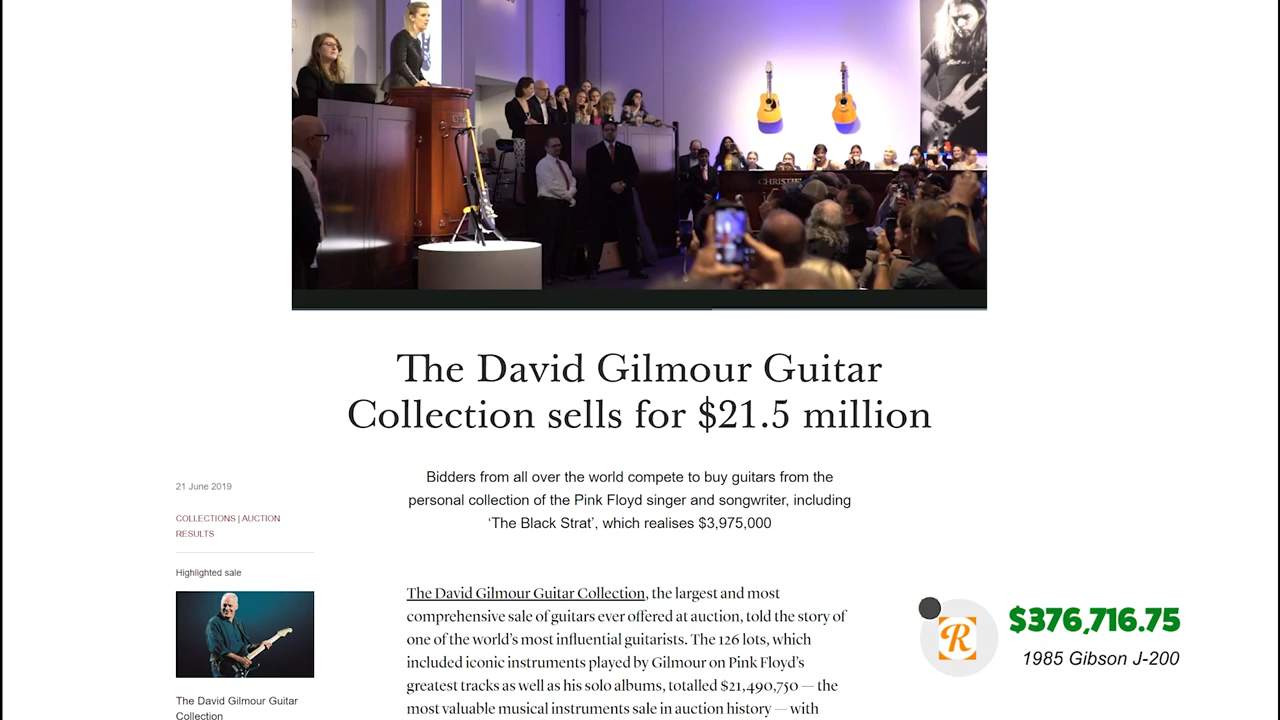 CHRISTIE
The David Gilmour Guitar
Collection sells for $21.5 million
Bidders from all over the world compete to buy guitars from the
personal collection of the Pink Floyd singer and songwriter, including
‘The Black Strat’, which realises $3,975,000
21 June 2019
COLLECTIONS | AUCTION
RESULTS
Highlighted sale
The David Gilmour Guitar
Collection
The David Gilmour Guitar Collection, the largest and most
comprehensive sale of guitars ever offered at auction, told the story of
one of the world’s most influential guitarists. The 126 lots, which
included iconic instruments played by Gilmour on Pink Floyd’s
greatest tracks as well as his solo albums, totalled $21,490,750 — the
most valuable musical instruments sale in auction history — with
R
$376,716.75
1985 Gibson J-200